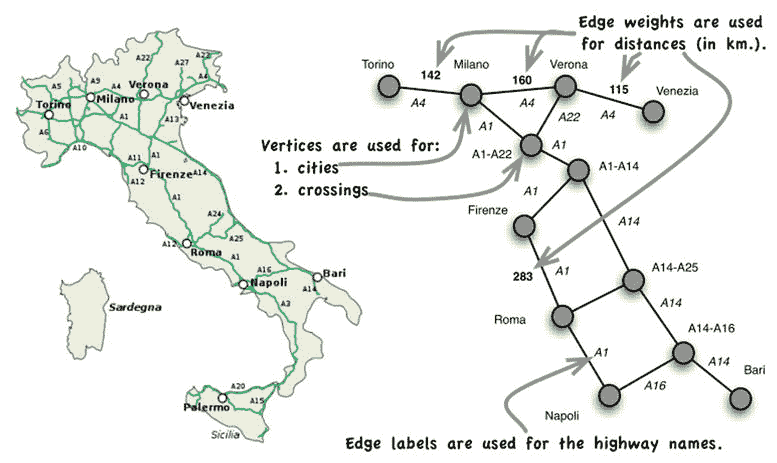 Edge weights are used
for distances (in km.).
A22
A27
A23
A5
A9
A4
Verona
A4
Torino
Milano
Venezia
A6
A1
A13
A10
A11
A1
Firenze
A14
A12
A1
A24
A12
A25
Roma
A1
A16
Bari
Napoli
A14
A3
Sardegna
A20
A15
Palermo
Sicilia
Vertices are used for:
1. cities
2. crossings
Torino
142
Milano
160
Verona
115
Venezia
A4
A4
A4
A1
A22
A1-A22
A1
A1-A14
A1
Firenze
A14
283
A1
A14-A25
Roma
A14
A14-A16
A1
A14
Bari
A16
Napoli
Edge labels are used for the highway names.